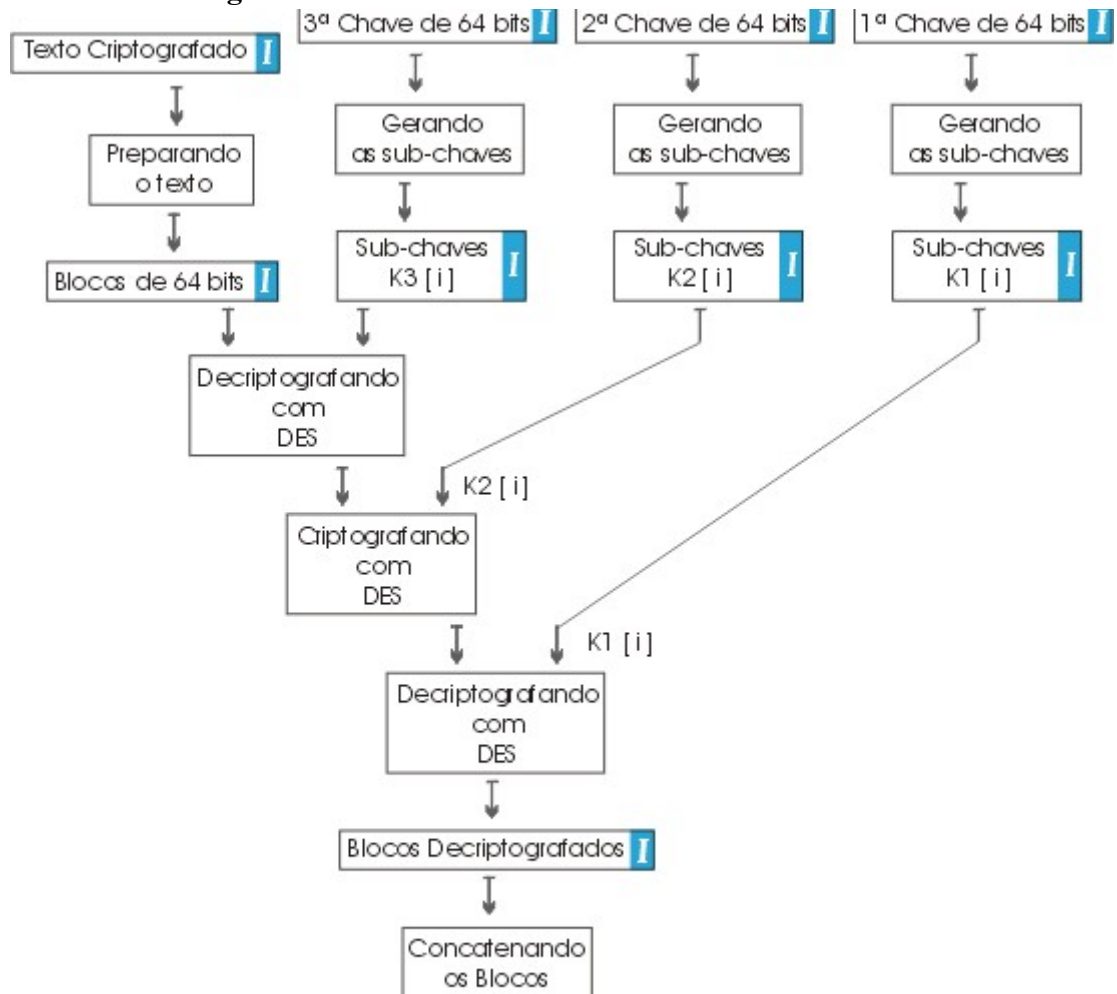 3ª Chave de 64 bits I
2ª Chave de 64 bits I
1ª Chave de 64 bits I
Texto Criptografado I
Gerando
as sub-chaves
Gerando
as sub-chaves
Gerando
as sub-chaves
Preparando
o texto
Sub-chaves
K3 [ i ] I
Sub-chaves
K2 [ i ] I
Sub-chaves
K1 [ i ] I
Blocos de 64 bits I
Decriptografando
com
DES
K2 [ i ]
Criptografando
com
DES
K1 [ i ]
Decriptografando
com
DES
Blocos Decriptografados I
Concatenando
os Blocos